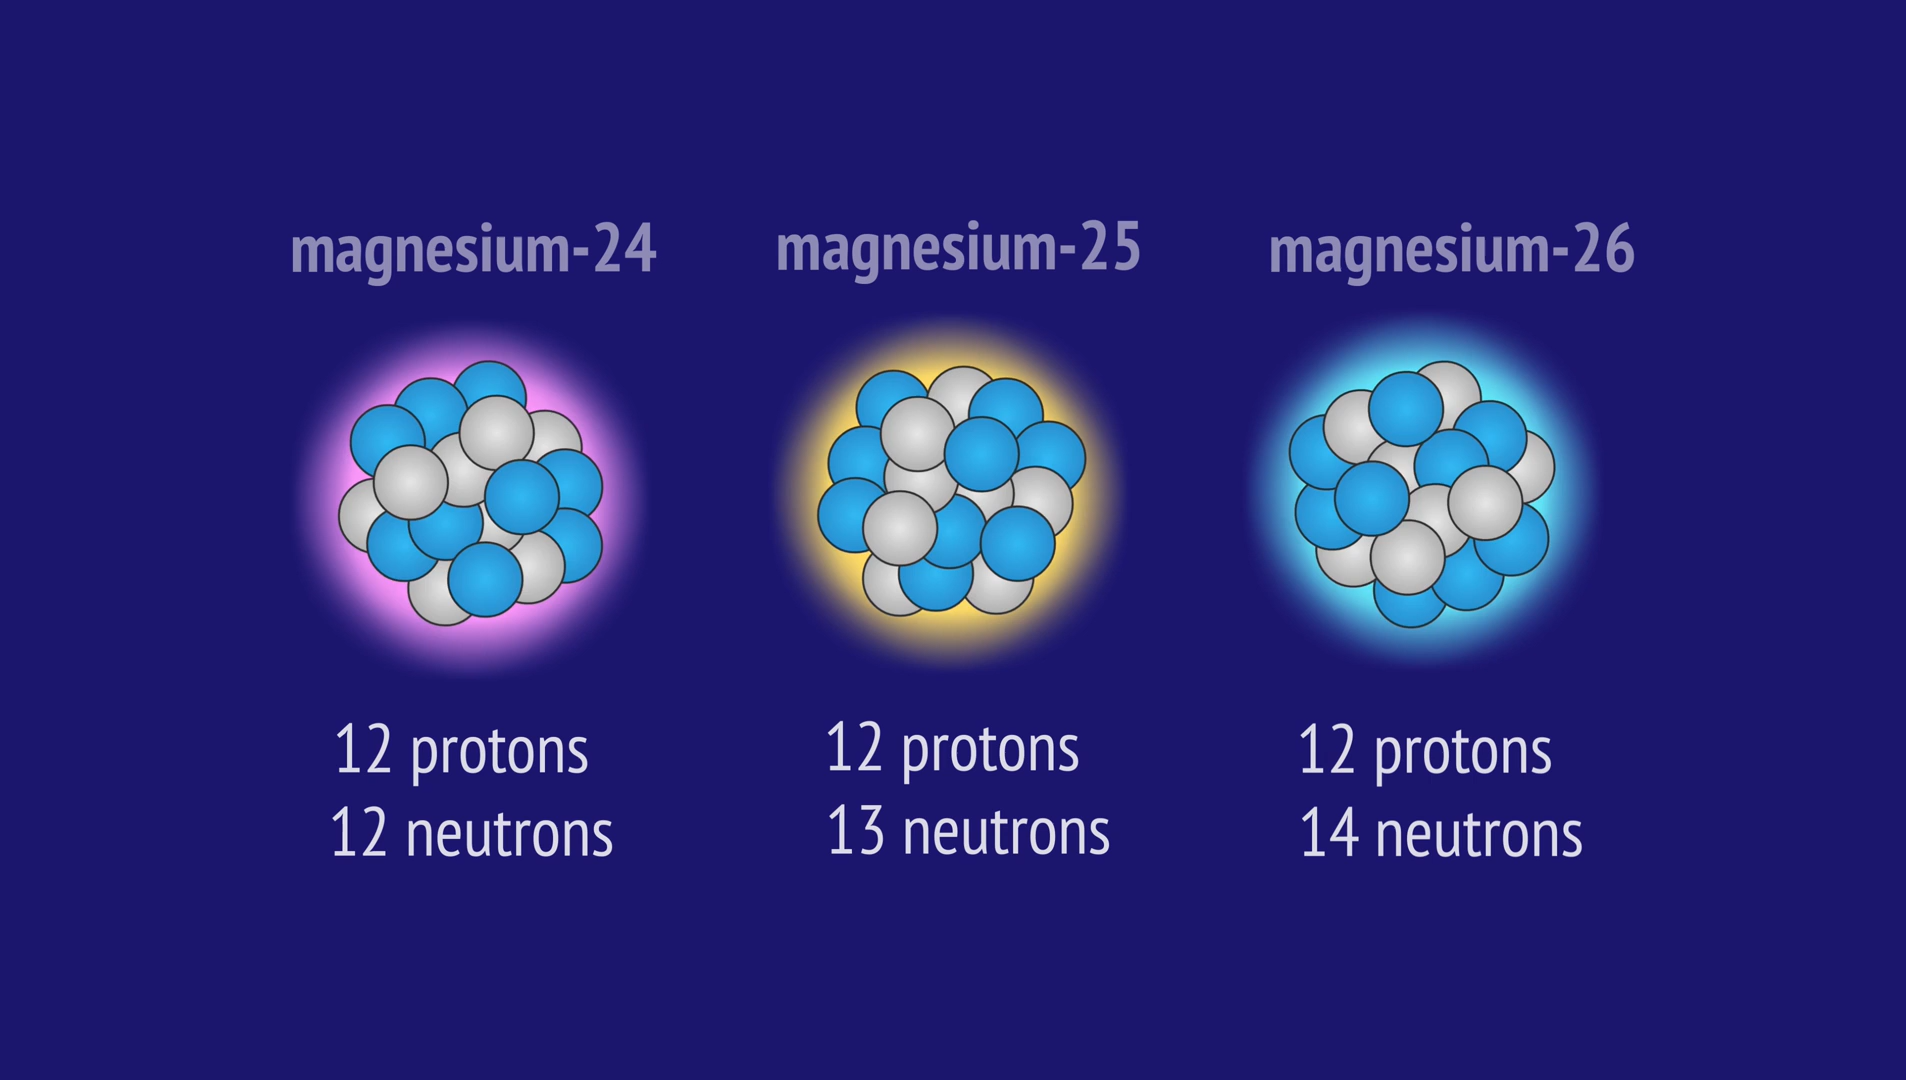 magnesium-24
magnesium-25
magnesium-26
12 protons
12 neutrons
12 protons
13 neutrons
12 protons
14 neutrons